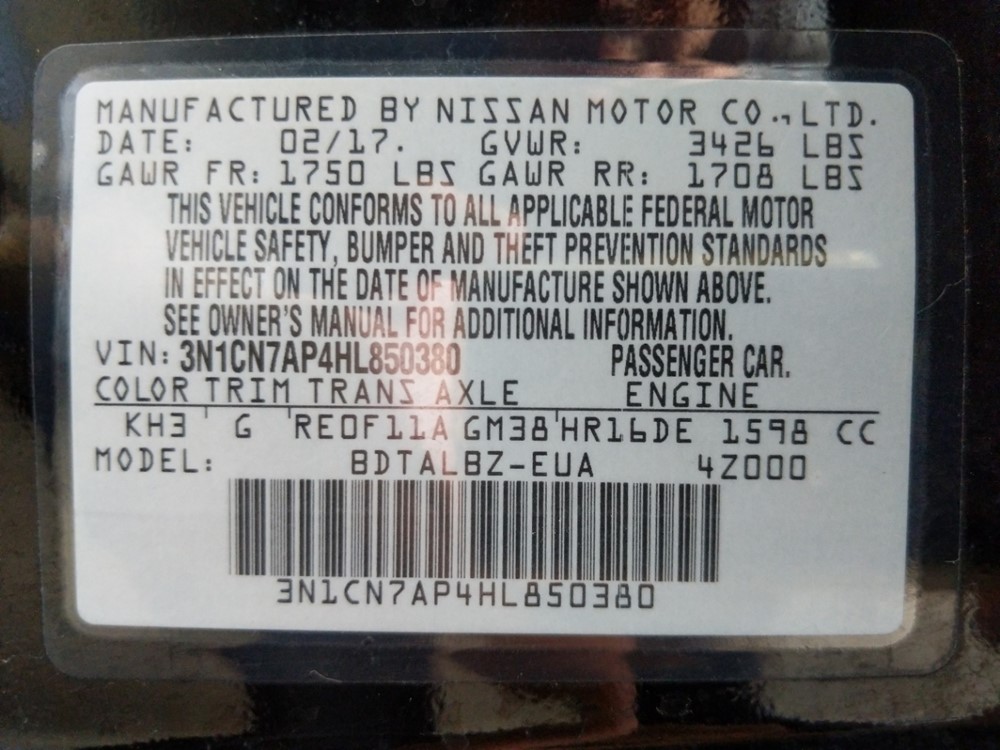 MANUFACTURED BY NISSAN MOTOR CO.,LTD.
DATE: 02/17. GVWR: 3426 LBS
GAWR FR: 1750 LBS GAWR RR: 1708 LBS
THIS VEHICLE CONFORMS TO ALL APPLICABLE FEDERAL MOTOR
VEHICLE SAFETY, BUMPER AND THEFT PREVENTION STANDARDS
IN EFFECT ON THE DATE OF MANUFACTURE SHOWN ABOVE.
SEE OWNER'S MANUAL FOR ADDITIONAL INFORMATION.
VIN: 3N1CN7AP4HL850380 PASSENGER CAR.
COLOR TRIM TRANS AXLE ENGINE
KH3 G RE0F11A GM38 HR16DE 1598 CC
MODEL: BDTALBZ-EUA 4Z000
3N1CN7AP4HL850380